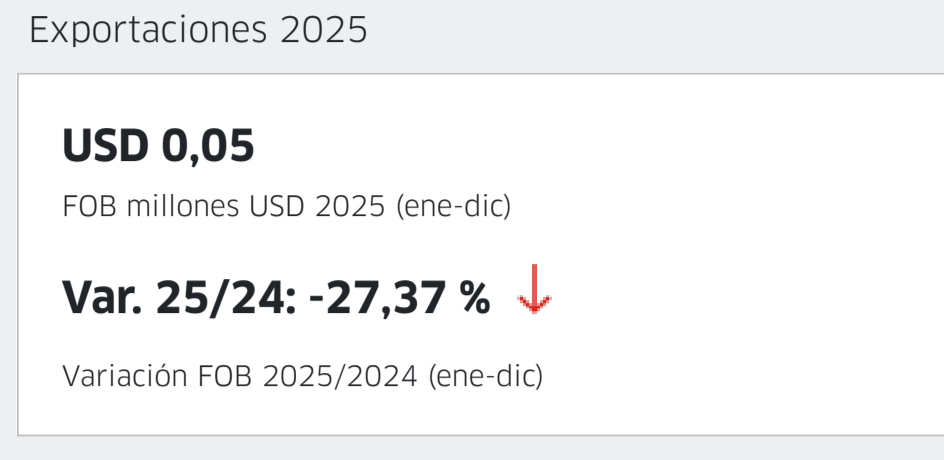 Exportaciones 2025
USD 0,05
FOB millones USD 2025 (ene-dic)
Var. 25/24: -27,37 %
Variación FOB 2025/2024 (ene-dic)